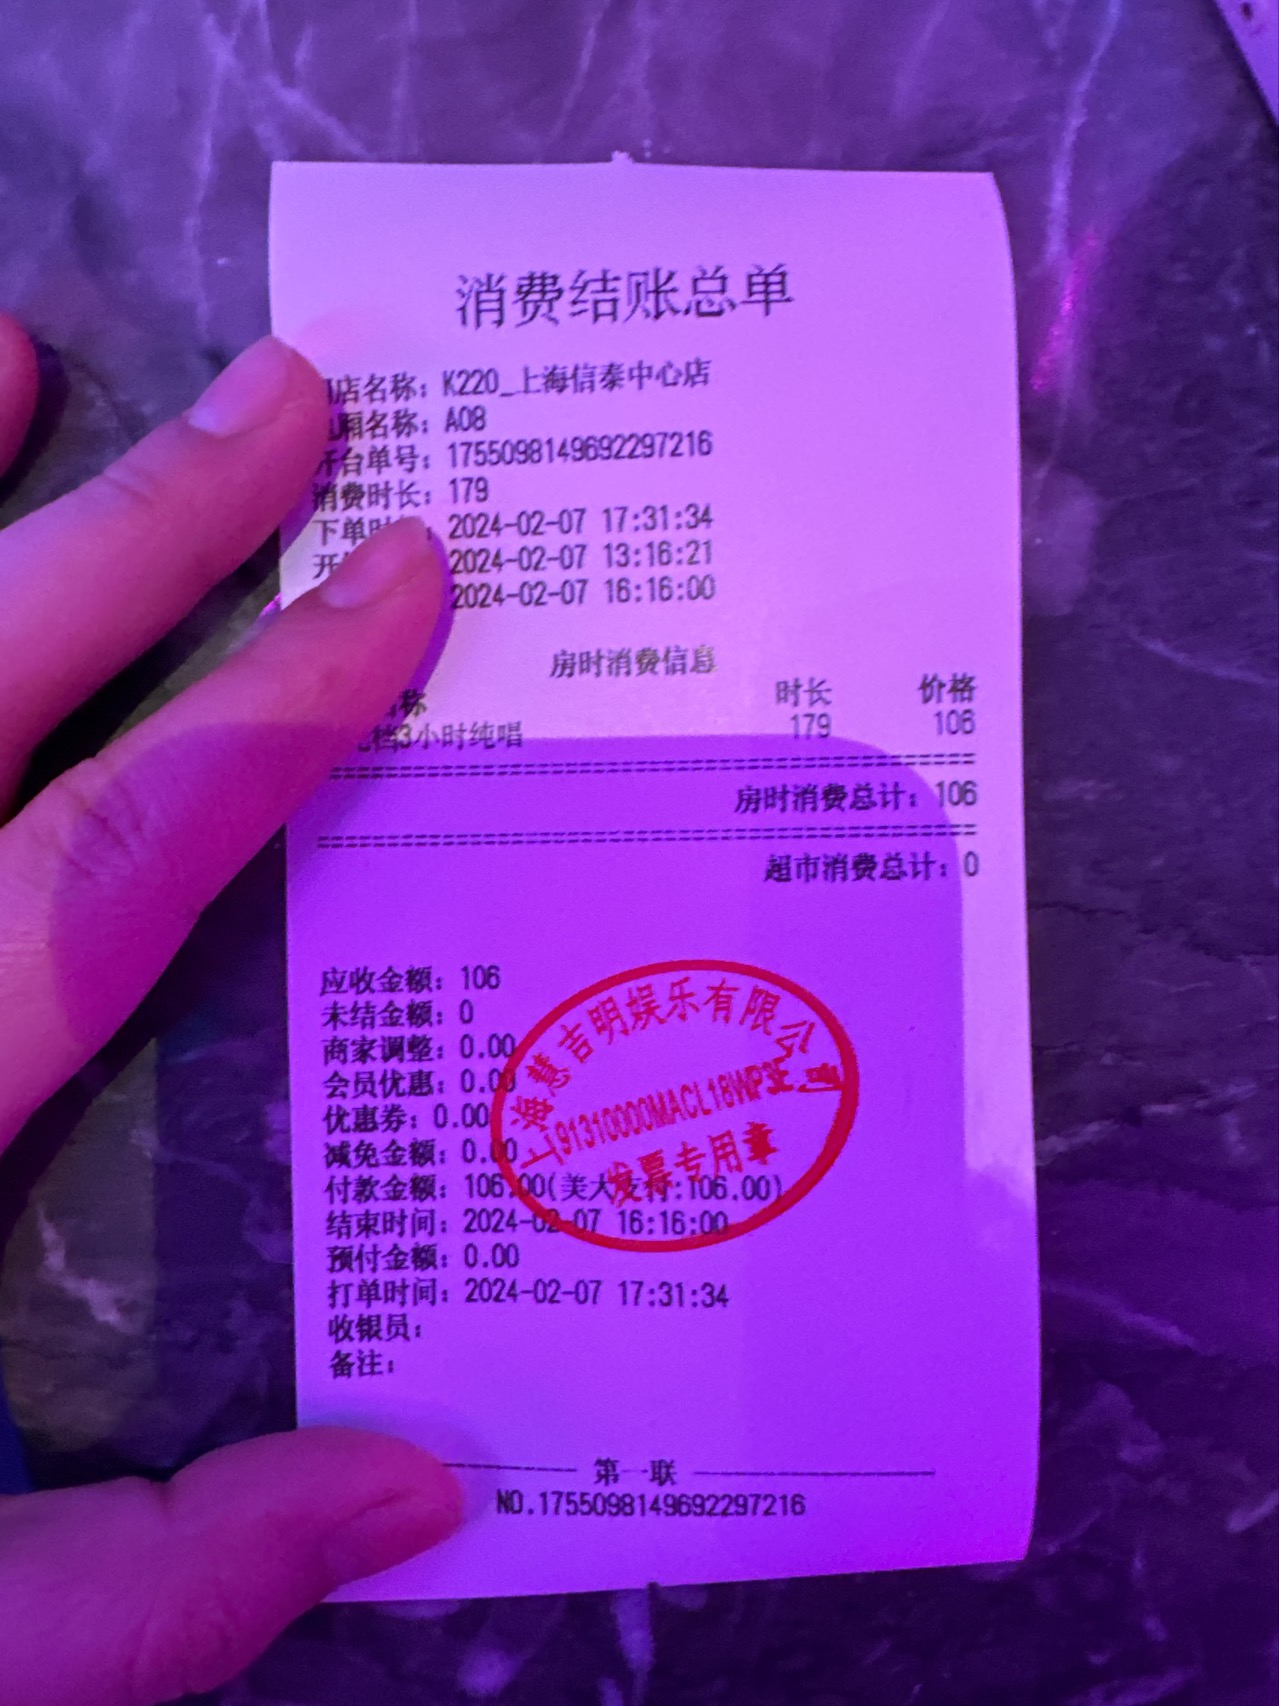 消费结账总单
店名称：K220_上海信泰中心店
厢名称：A08
开台单号：1755098149692297216
消费时长：179
下单时 2024-02-07 17:31:34
开 2024-02-07 13:16:21
2024-02-07 16:16:00
房时消费信息
称 时长 价格
档3小时纯唱 179 106
房时消费总计：106
超市消费总计：0
应收金额：106
未结金额：0
商家调整：0.00
会员优惠：0.00
优惠券：0.00
减免金额：0.00
付款金额：106.00(美大支付:106.00)
结束时间：2024-02-07 16:16:00
预付金额：0.00
打单时间：2024-02-07 17:31:34
收银员：
备注：
上海慧吉明娱乐有限公司
91310000MACL18WP3E
发票专用章
第一联
NO.1755098149692297216